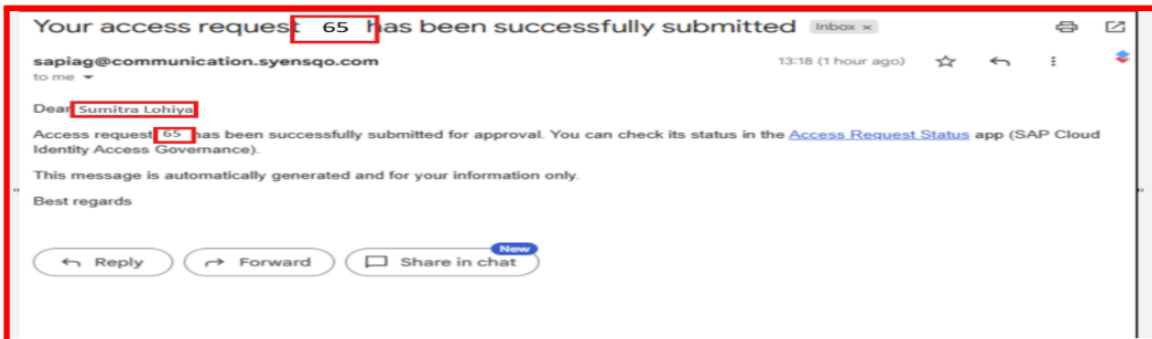 Your access request 65 has been successfully submitted Inbox ×
sapiag@communication.syensqo.com 13:18 (1 hour ago)
to me
Dear Sumitra Lohiya
Access request 65 has been successfully submitted for approval. You can check its status in the Access Request Status app (SAP Cloud
Identity Access Governance).
This message is automatically generated and for your information only.
Best regards
New
Reply Forward Share in chat